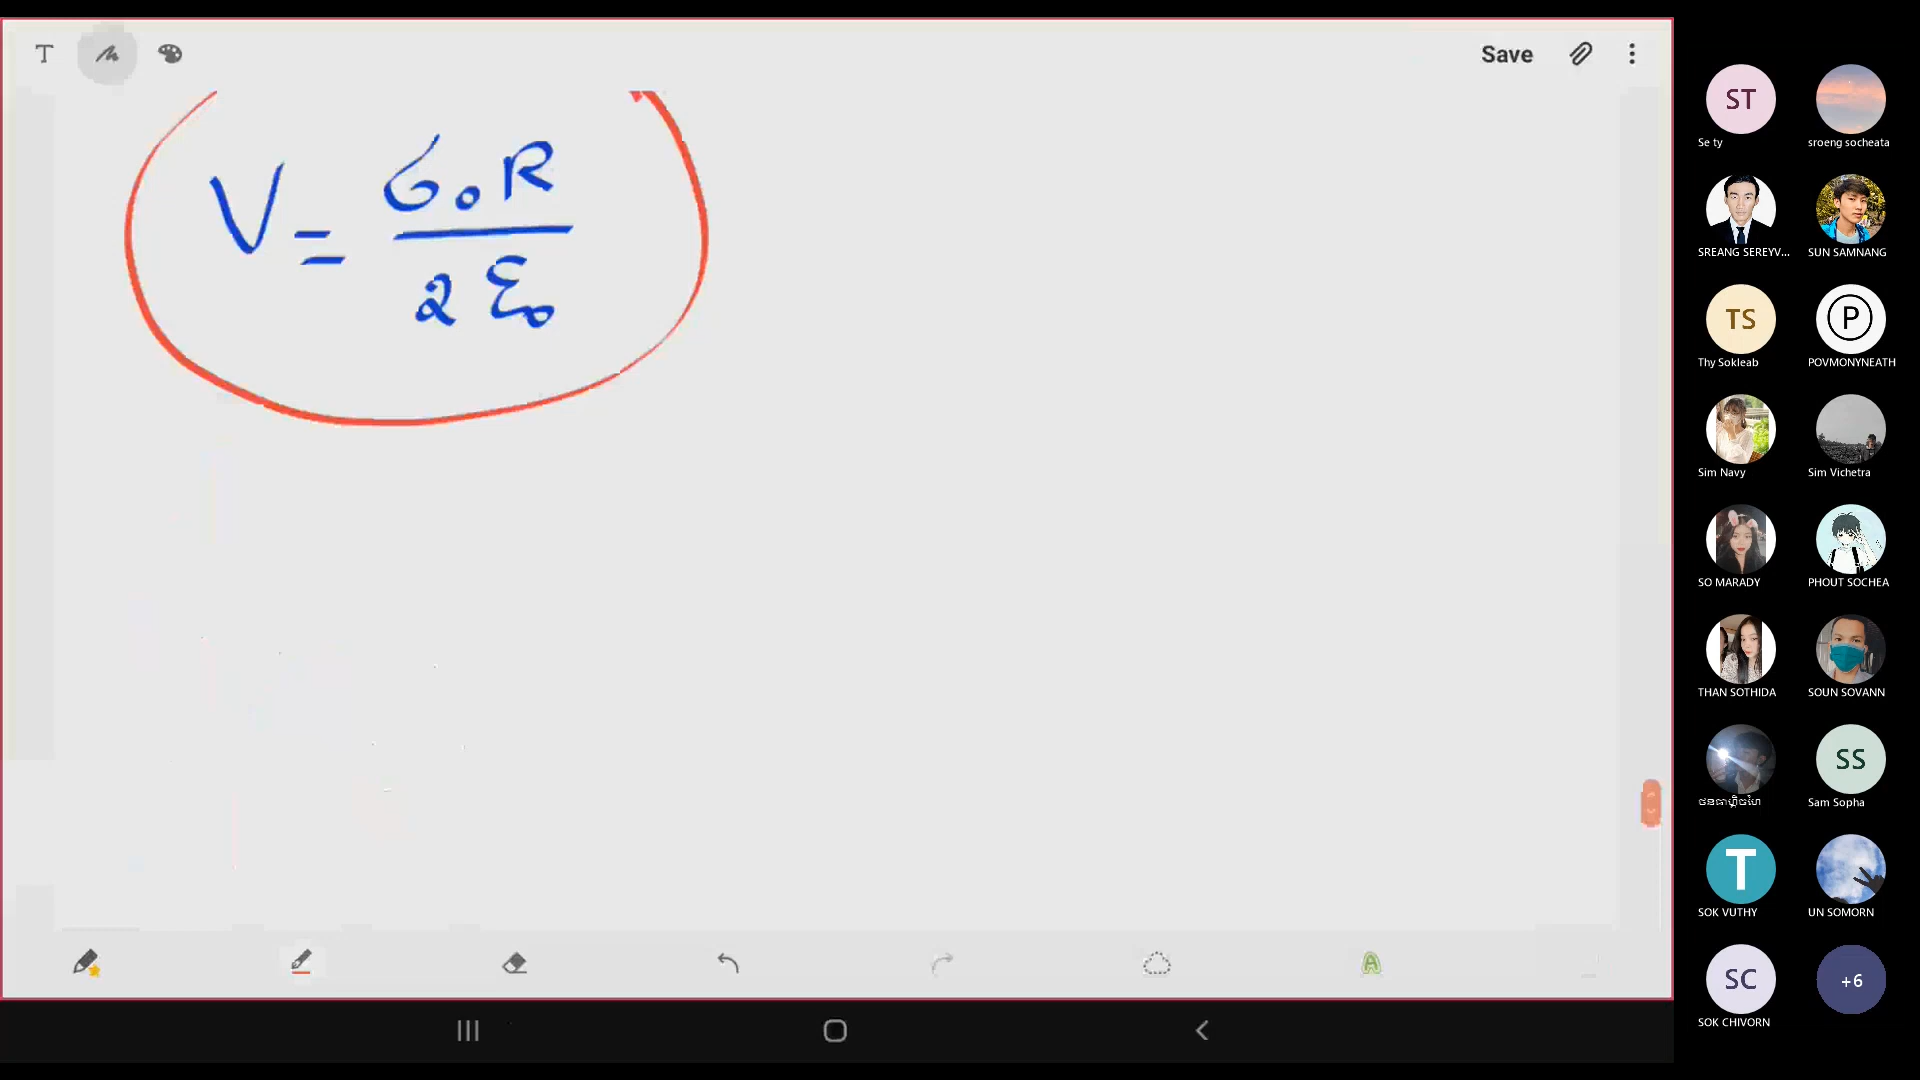 T
Save
V = σ₀R / 2ε₀
ST
Se ty
sroeng socheata
SREANG SEREYV...
SUN SAMNANG
TS
Thy Sokleab
P
POVMONYNEATH
Sim Navy
Sim Vichetra
SO MARADY
PHOUT SOCHEA
THAN SOTHIDA
SOUN SOVANN
SS
Sam Sopha
T
SOK VUTHY
UN SOMORN
SC
SOK CHIVORN
+6
A